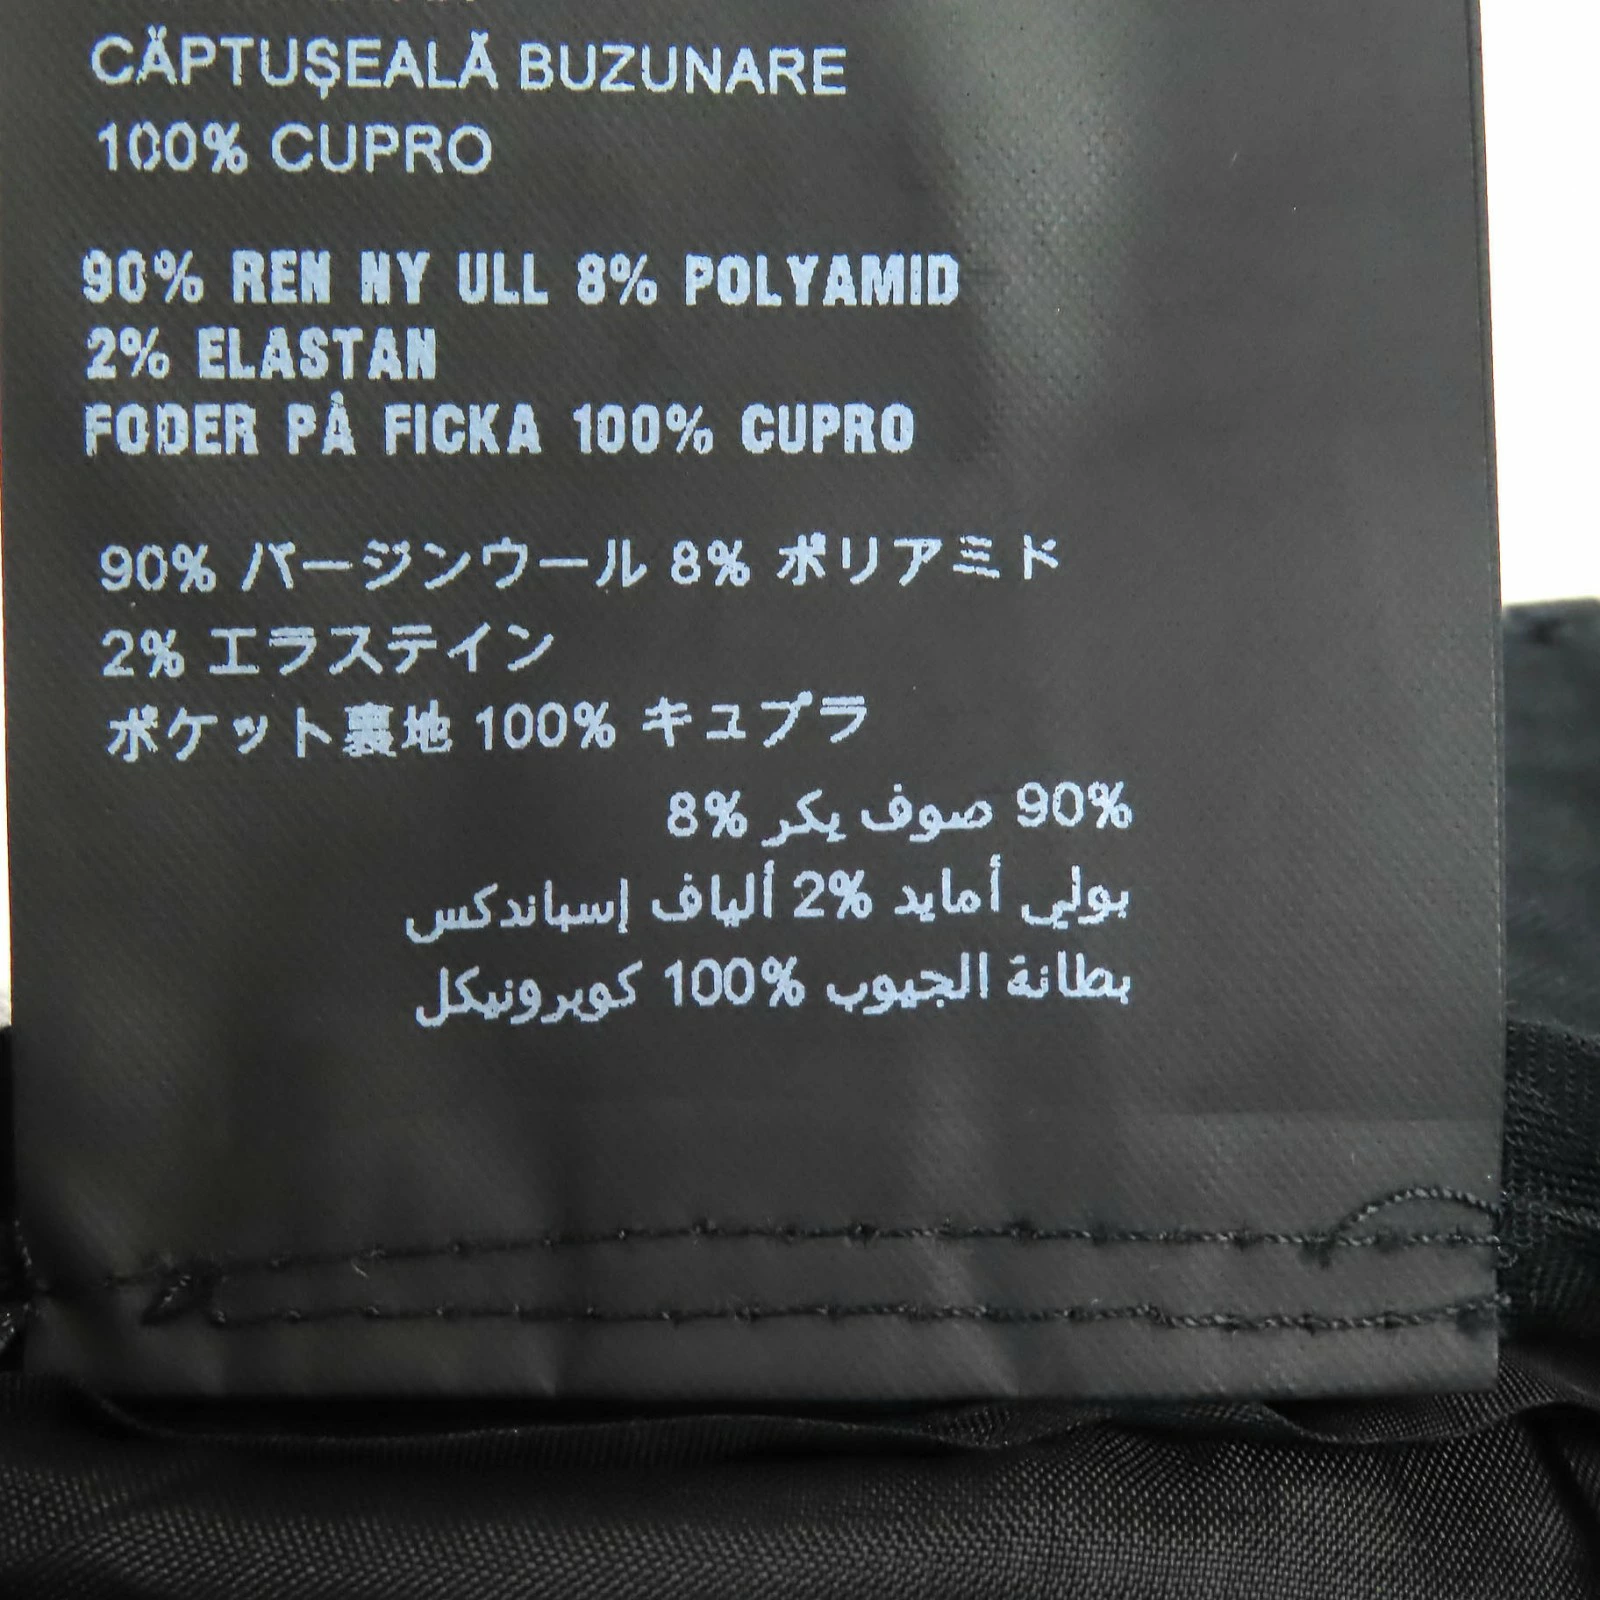 CĂPTUȘEALĂ BUZUNARE
100% CUPRO
90% REN NY ULL 8% POLYAMID
2% ELASTAN
FODER PÅ FICKA 100% CUPRO
90% バージンウール 8% ポリアミド
2% エラステイン
ポケット裏地 100% キュプラ
90% صوف يكر 8%
بولي أمايد 2% ألياف إسباندكس
بطانة الجيوب 100% كوبرونيكل